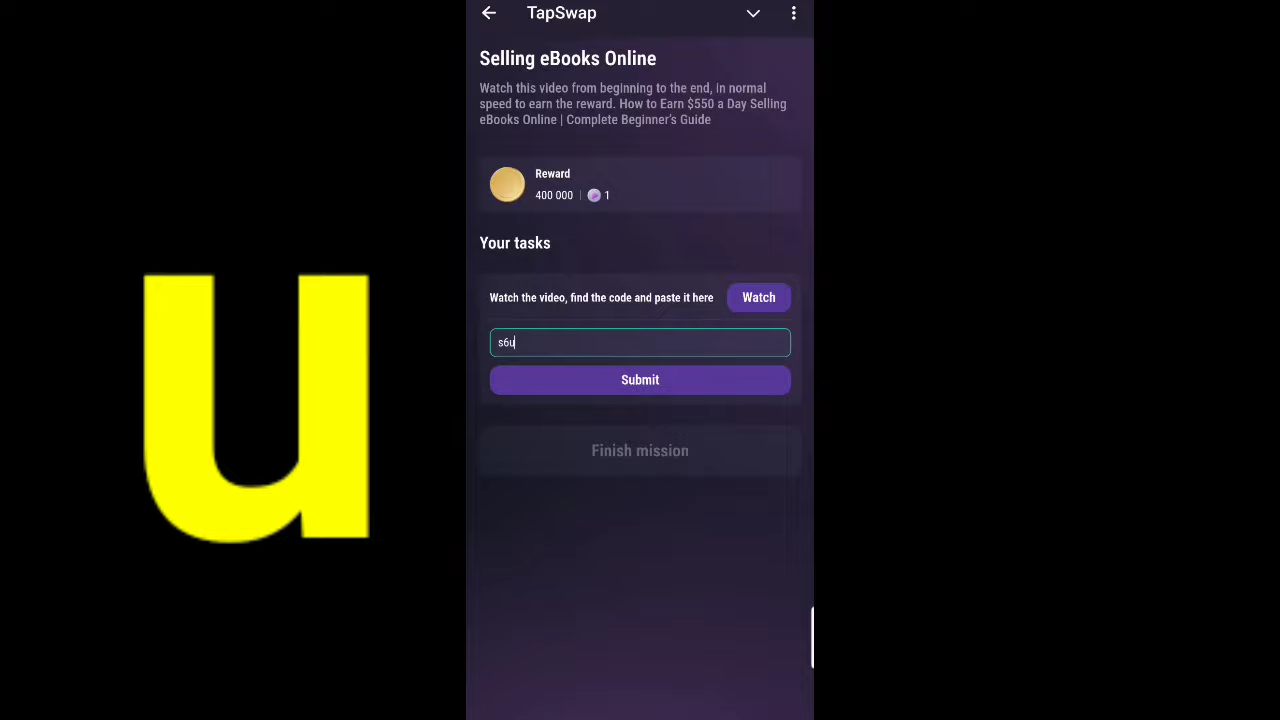 TapSwap
Selling eBooks Online
Watch this video from beginning to the end, in normal
speed to earn the reward. How to Earn $550 a Day Selling
eBooks Online | Complete Beginner's Guide
Reward
400 000 | 1
Your tasks
Watch the video, find the code and paste it here
Watch
s6u
Submit
Finish mission
u